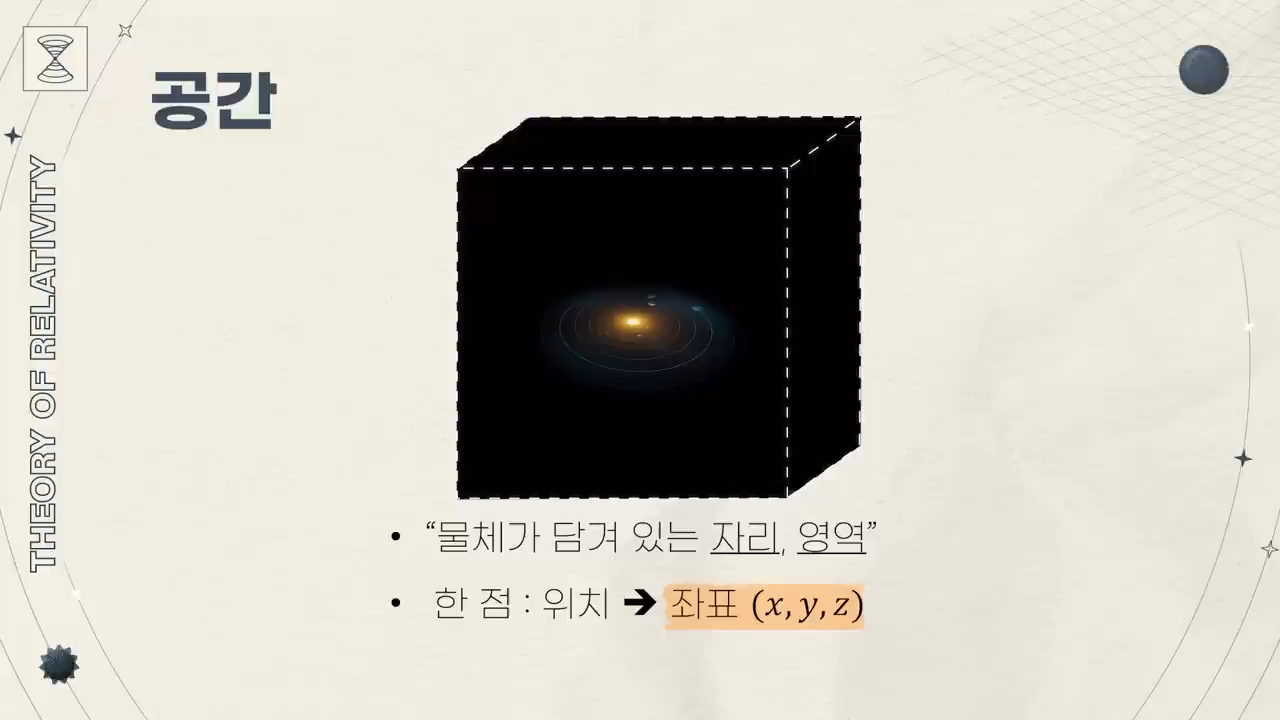 공간
THEORY OF RELATIVITY
• “물체가 담겨 있는 자리, 영역”
• 한 점 : 위치 ➔ 좌표 (x, y, z)